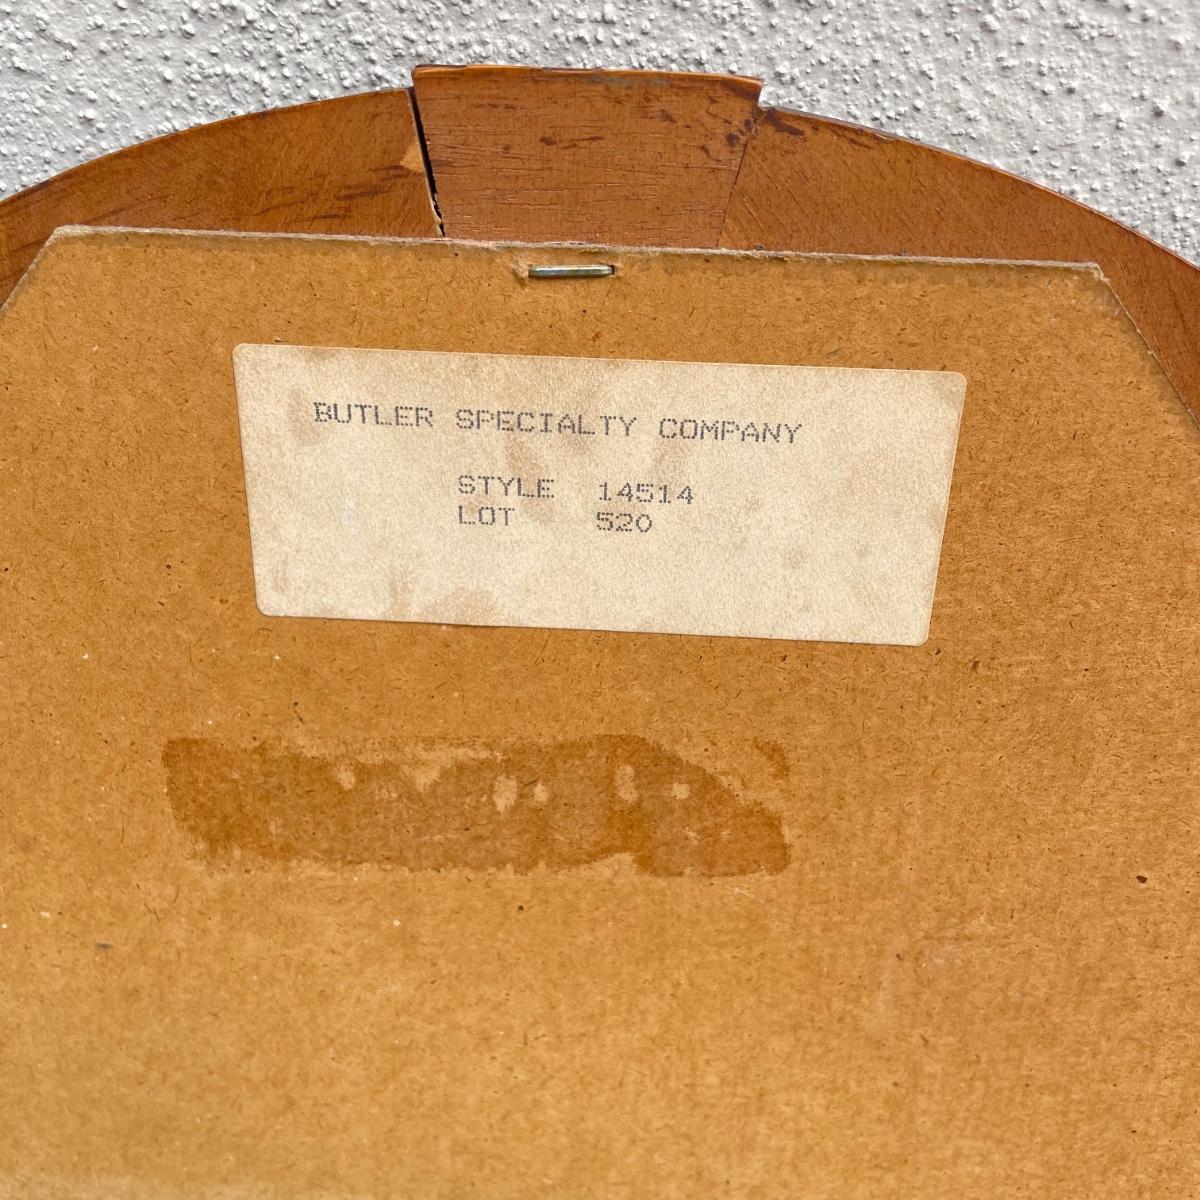 BUTLER SPECIALTY COMPANY
STYLE 14514
LOT 520